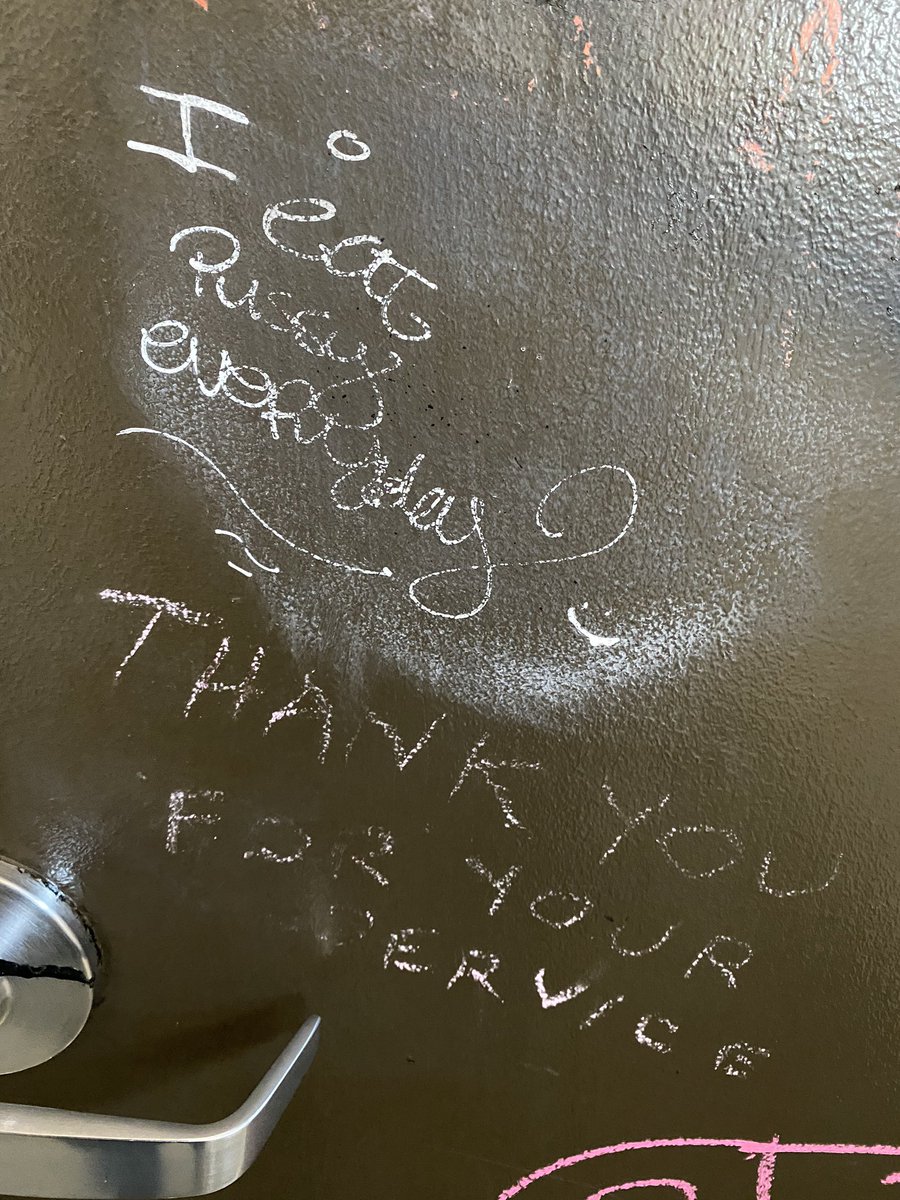 I eat
Pussy
everyday
THANK YOU
FOR YOUR
SERVICE